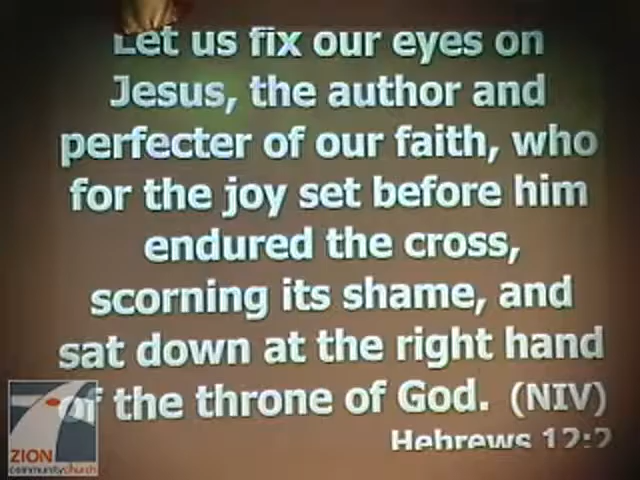 Let us fix our eyes on
Jesus, the author and
perfecter of our faith, who
for the joy set before him
endured the cross,
scorning its shame, and
sat down at the right hand
of the throne of God. (NIV)
Hebrews 12:2
ZION
communitychurch